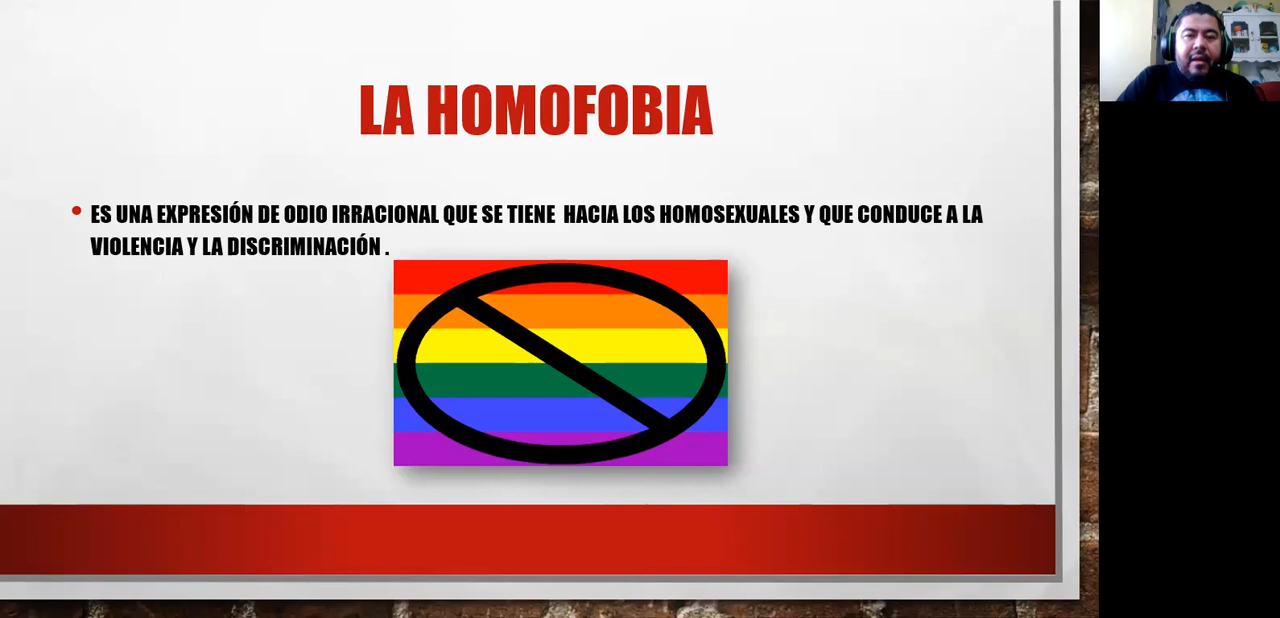 LA HOMOFOBIA
ES UNA EXPRESIÓN DE ODIO IRRACIONAL QUE SE TIENE HACIA LOS HOMOSEXUALES Y QUE CONDUCE A LA
VIOLENCIA Y LA DISCRIMINACIÓN .